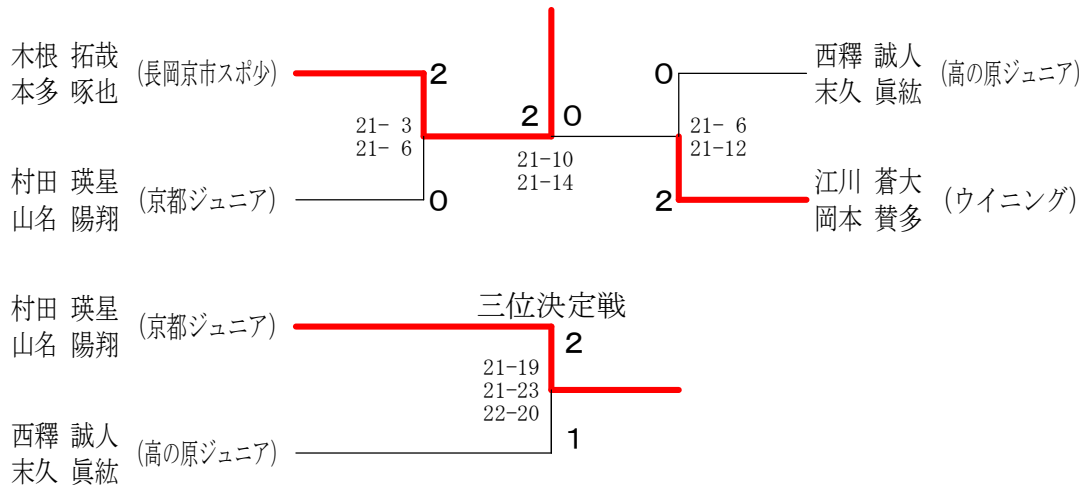 木根 拓哉
本多 啄也
(長岡京市スポ少)
2
21- 3
21- 6
村田 瑛星
山名 陽翔
(京都ジュニア)
0
2 0
21-10
21-14
西釋 誠人
末久 眞紘
(高の原ジュニア)
0
21- 6
21-12
江川 蒼大
岡本 賛多
(ウイニング)
2
三位決定戦
村田 瑛星
山名 陽翔
(京都ジュニア)
2
21-19
21-23
22-20
西釋 誠人
末久 眞紘
(高の原ジュニア)
1